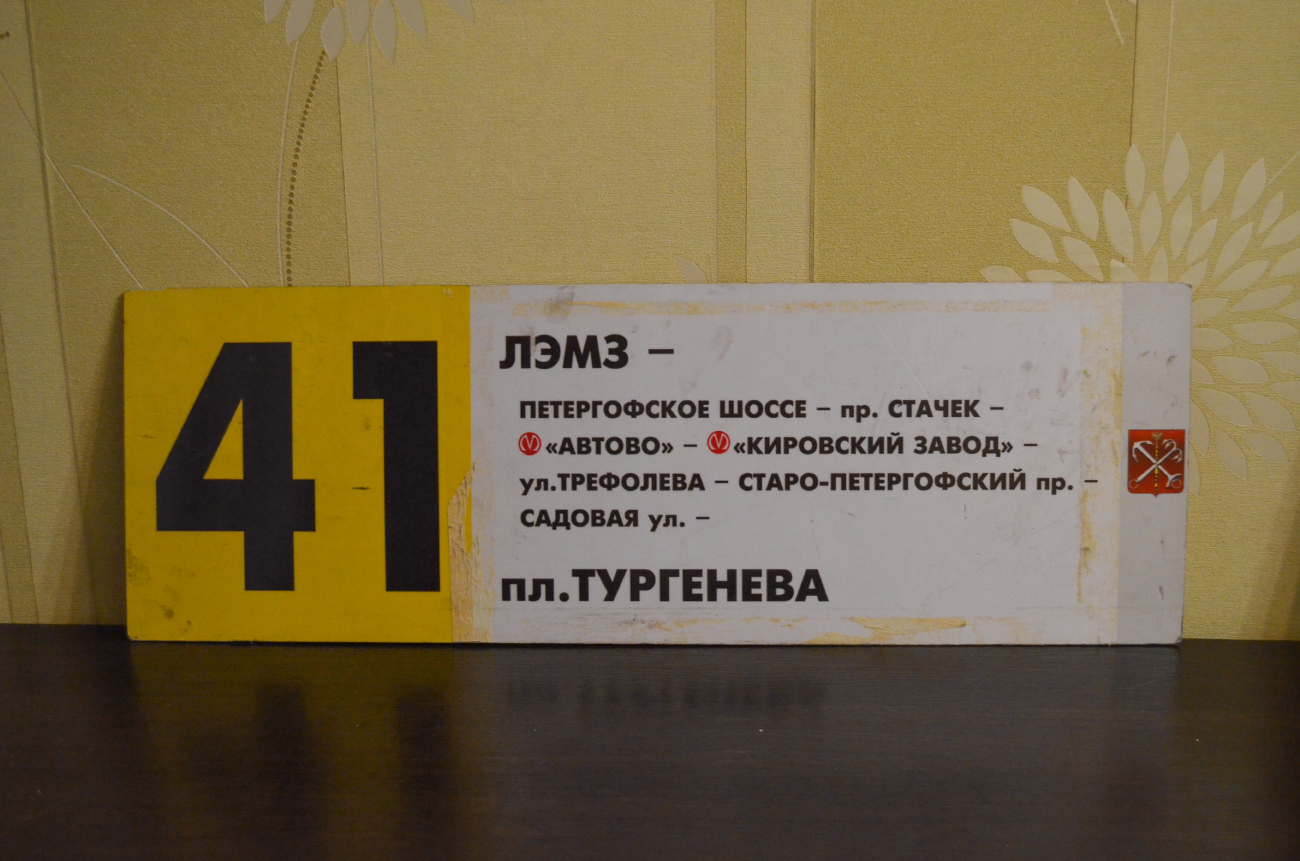 41
ЛЭМЗ –
ПЕТЕРГОФСКОЕ ШОССЕ – пр. СТАЧЕК –
«АВТОВО» – «КИРОВСКИЙ ЗАВОД» –
ул.ТРЕФОЛЕВА – СТАРО-ПЕТЕРГОФСКИЙ пр. –
САДОВАЯ ул. –
пл.ТУРГЕНЕВА